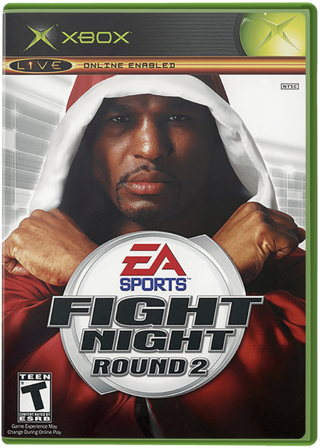 XBOX
LIVE ONLINE ENABLED
NTSC
EA
SPORTS
FIGHT
NIGHT
ROUND 2
TEEN
T
CONTENT RATED BY
ESRB
Game Experience May
Change During Online Play